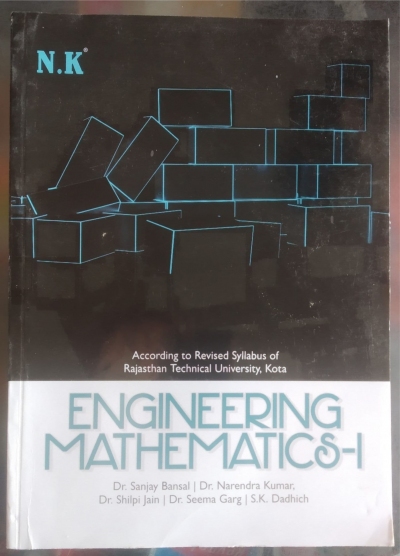 N.K®
According to Revised Syllabus of
Rajasthan Technical University, Kota
ENGINEERING
MATHEMATICS-I
Dr. Sanjay Bansal | Dr. Narendra Kumar,
Dr. Shilpi Jain | Dr. Seema Garg | S.K. Dadhich